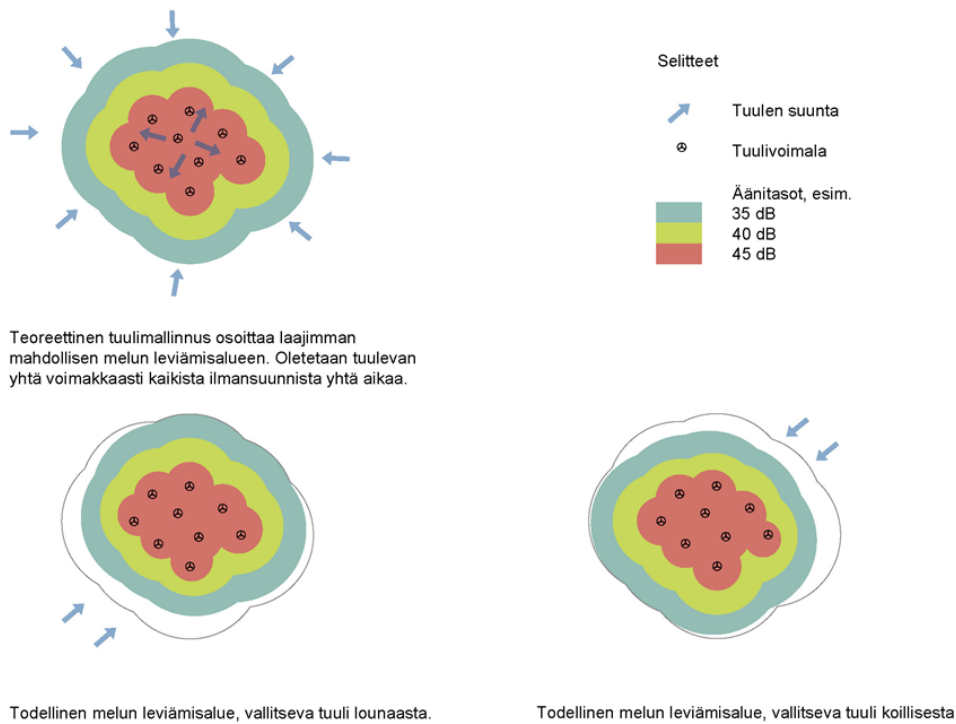 Selitteet
Tuulen suunta
Tuulivoimala
Äänitasot, esim.
35 dB
40 dB
45 dB
Teoreettinen tuulimallinnus osoittaa laajimman
mahdollisen melun leviämisalueen. Oletetaan tuulevan
yhtä voimakkaasti kaikista ilmansuunnista yhtä aikaa.
Todellinen melun leviämisalue, vallitseva tuuli lounaasta.
Todellinen melun leviämisalue, vallitseva tuuli koillisesta